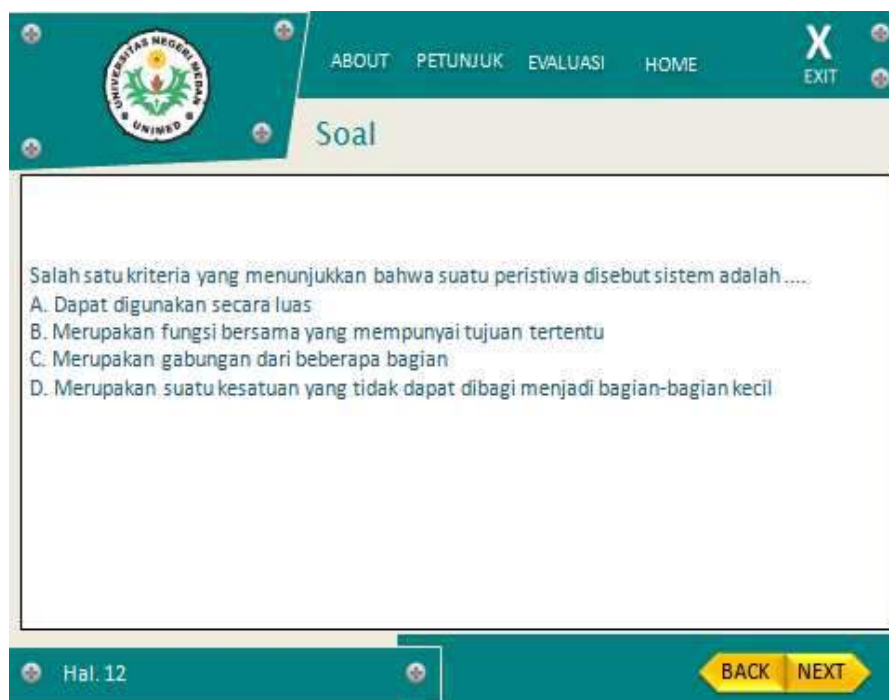 UNIVERSITAS NEGERI MEDAN
UNIMED
ABOUT PETUNJUK EVALUASI HOME
X
EXIT
Soal
Salah satu kriteria yang menunjukkan bahwa suatu peristiwa disebut sistem adalah ....
A. Dapat digunakan secara luas
B. Merupakan fungsi bersama yang mempunyai tujuan tertentu
C. Merupakan gabungan dari beberapa bagian
D. Merupakan suatu kesatuan yang tidak dapat dibagi menjadi bagian-bagian kecil
Hal. 12
BACK NEXT